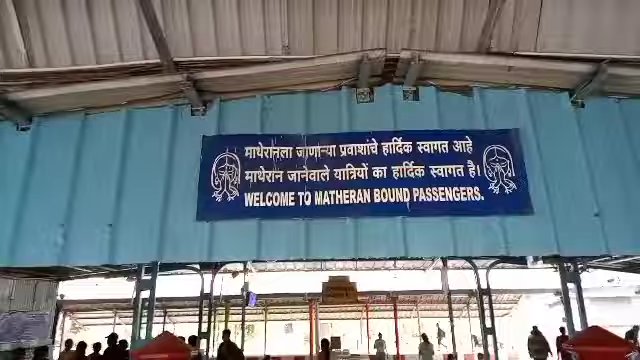 माथेरानला जाणाऱ्या प्रवाशांचे हार्दिक स्वागत आहे
माथेरान जानेवाले यात्रियों का हार्दिक स्वागत है।
WELCOME TO MATHERAN BOUND PASSENGERS.